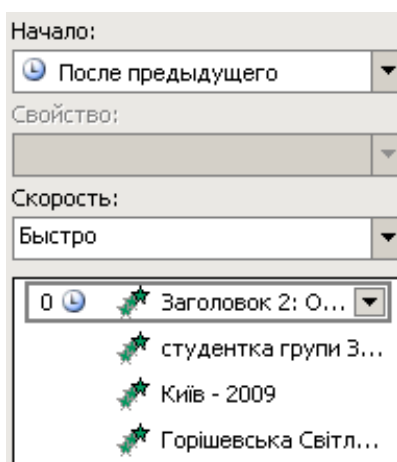 Начало:
После предыдущего
Свойство:
Скорость:
Быстро
0 Заголовок 2: О...
студентка групи З...
Київ - 2009
Горішевська Світл...